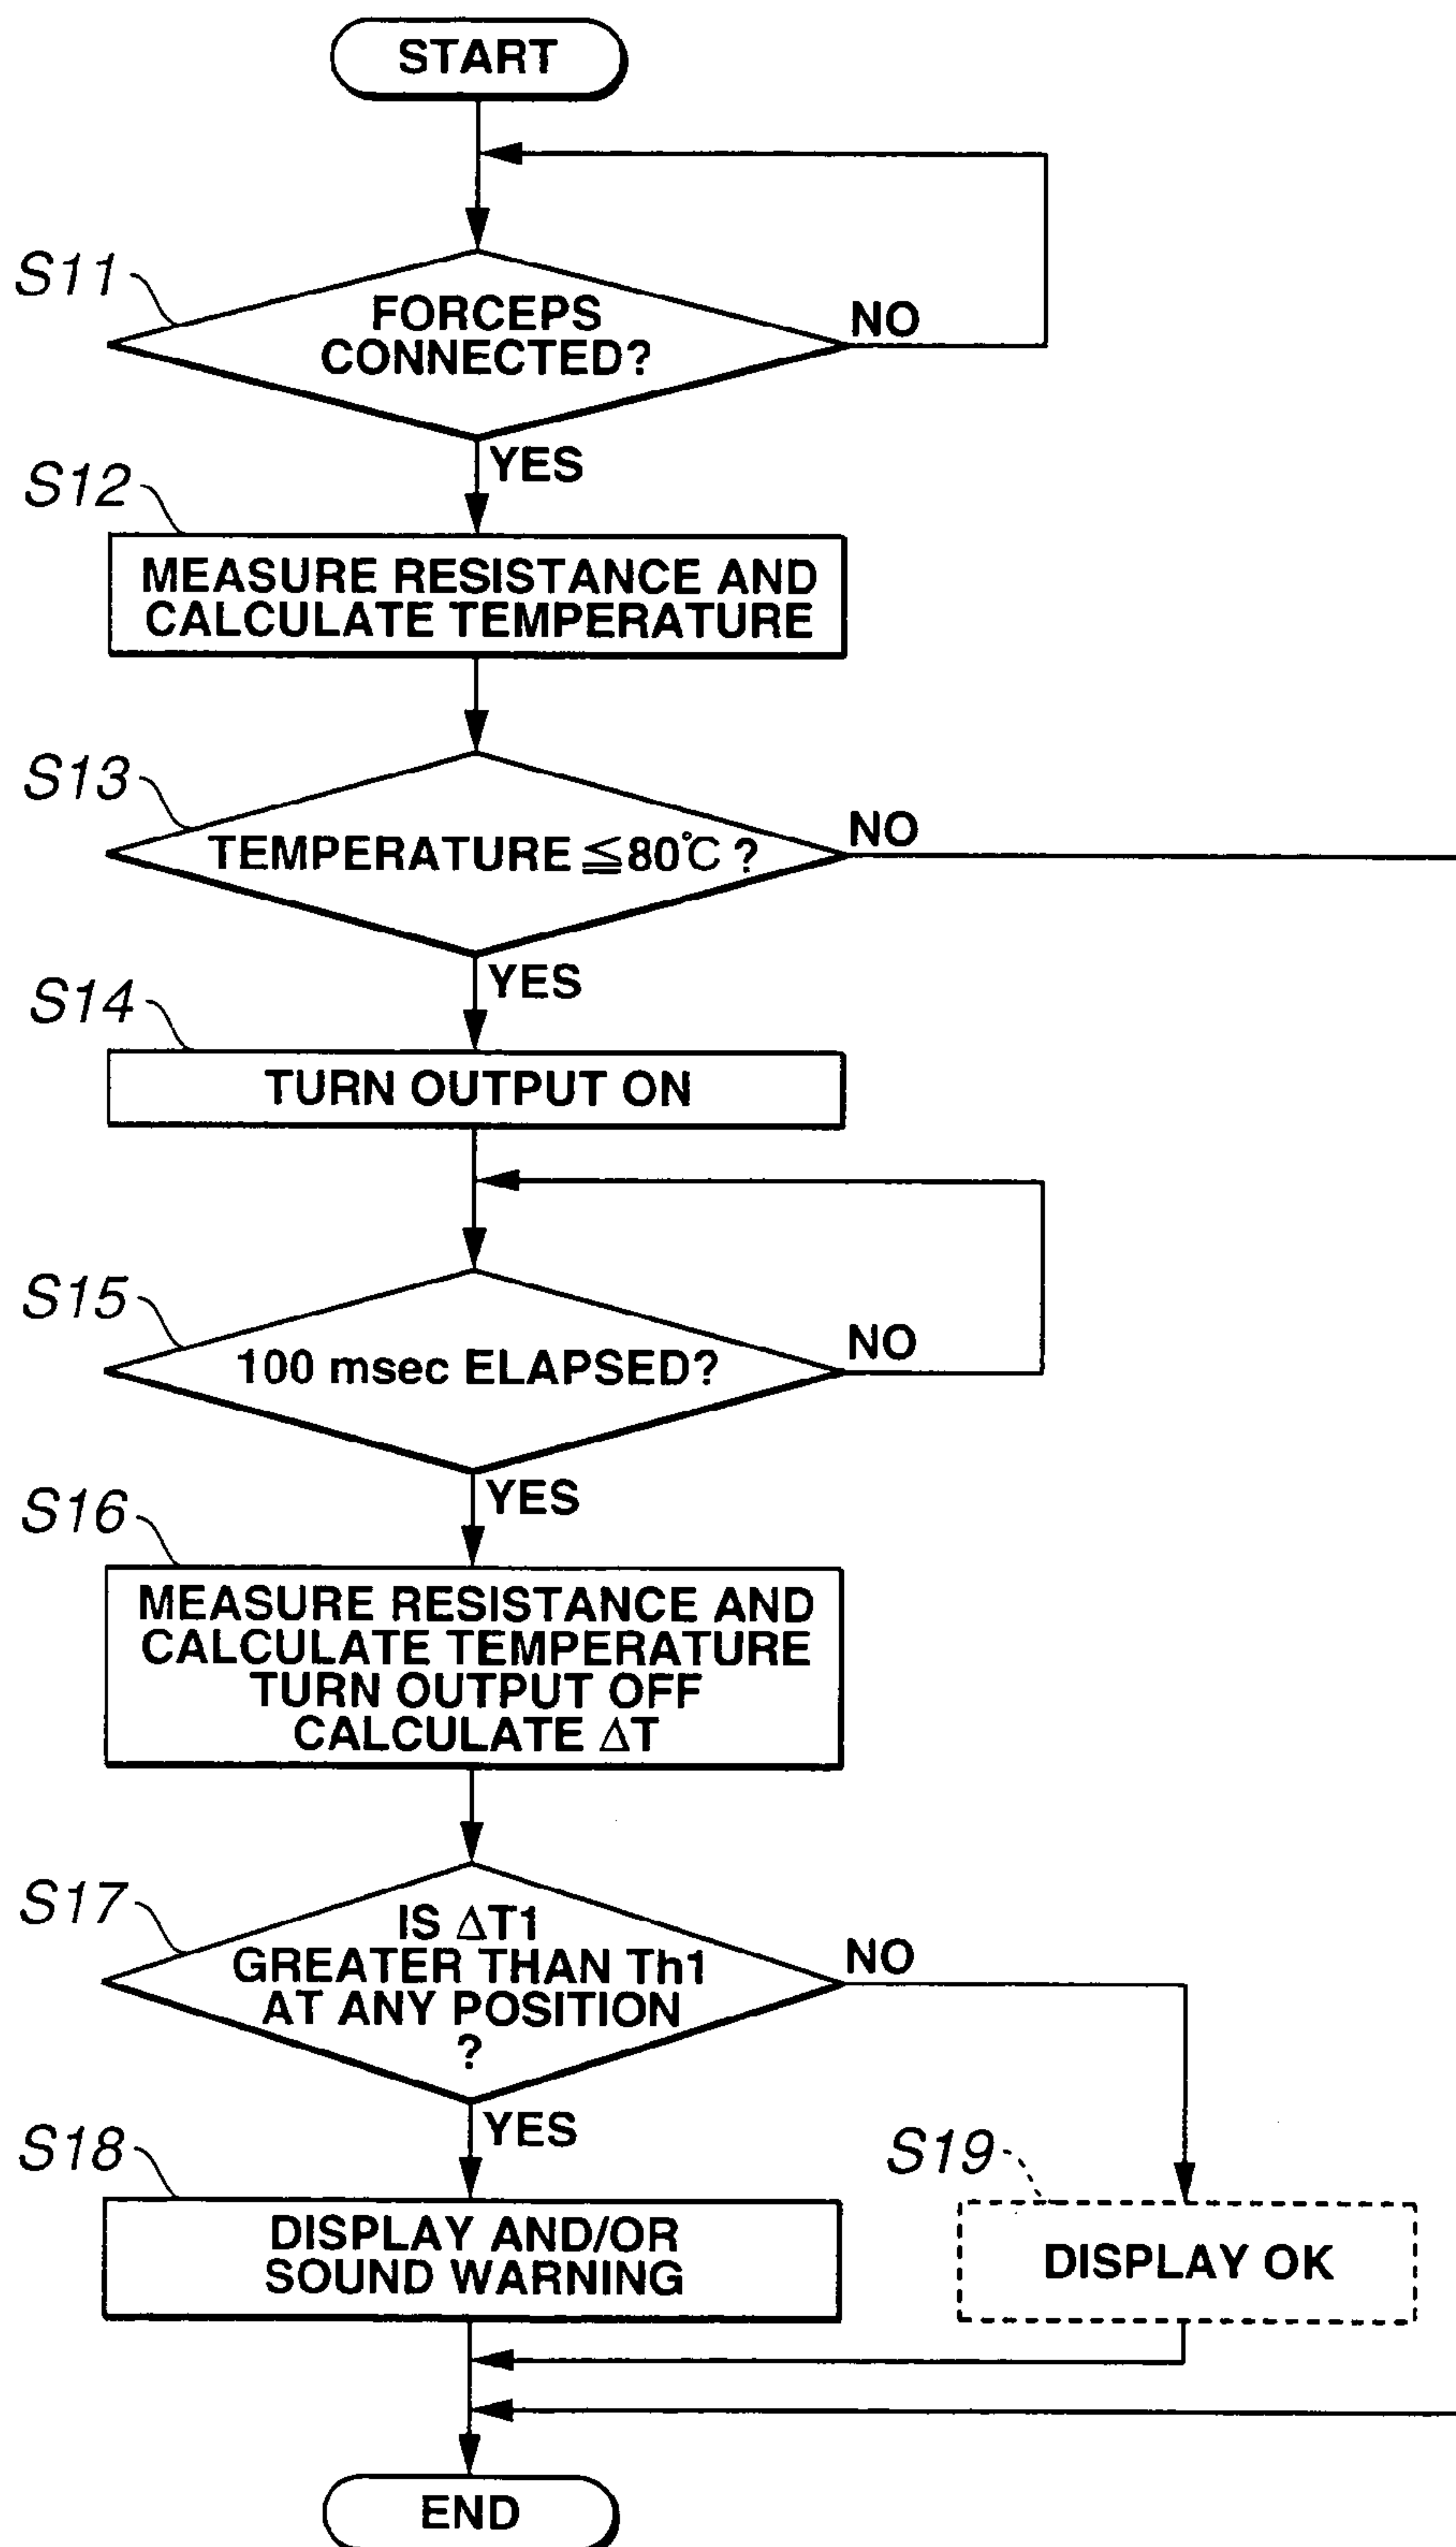 START
S11
FORCEPS
CONNECTED?
NO
YES
S12
MEASURE RESISTANCE AND
CALCULATE TEMPERATURE
S13
TEMPERATURE ≦80℃ ?
NO
YES
S14
TURN OUTPUT ON
S15
100 msec ELAPSED?
NO
YES
S16
MEASURE RESISTANCE AND
CALCULATE TEMPERATURE
TURN OUTPUT OFF
CALCULATE ΔT
S17
IS ΔT1
GREATER THAN Th1
AT ANY POSITION
?
NO
YES
S18
DISPLAY AND/OR
SOUND WARNING
S19
DISPLAY OK
END